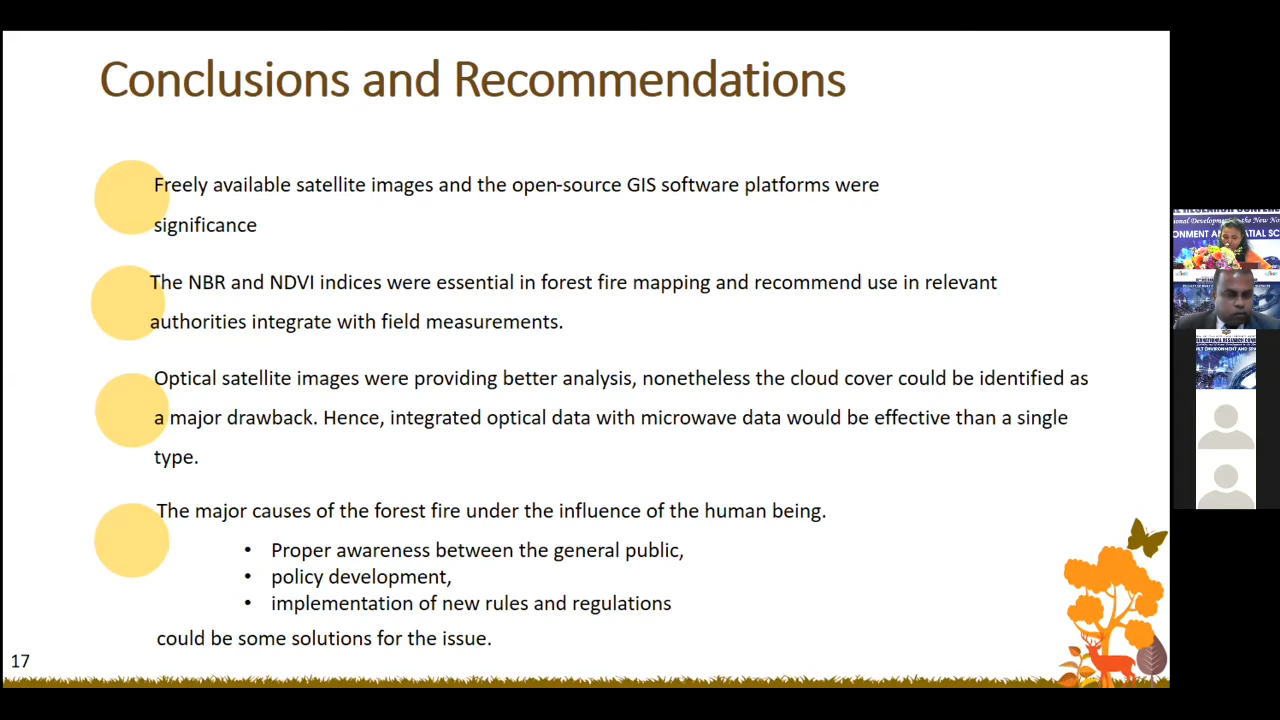 Conclusions and Recommendations
Freely available satellite images and the open-source GIS software platforms were
significance
The NBR and NDVI indices were essential in forest fire mapping and recommend use in relevant
authorities integrate with field measurements.
Optical satellite images were providing better analysis, nonetheless the cloud cover could be identified as
a major drawback. Hence, integrated optical data with microwave data would be effective than a single
type.
The major causes of the forest fire under the influence of the human being.
• Proper awareness between the general public,
• policy development,
• implementation of new rules and regulations
could be some solutions for the issue.
17